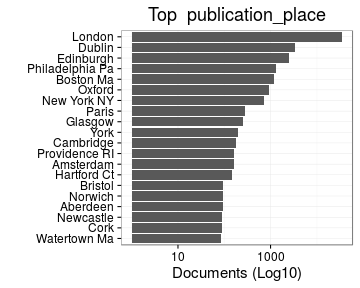 Top publication_place
London
Dublin
Edinburgh
Philadelphia Pa
Boston Ma
Oxford
New York NY
Paris
Glasgow
York
Cambridge
Providence RI
Amsterdam
Hartford Ct
Bristol
Norwich
Aberdeen
Newcastle
Cork
Watertown Ma
10 1000
Documents (Log10)